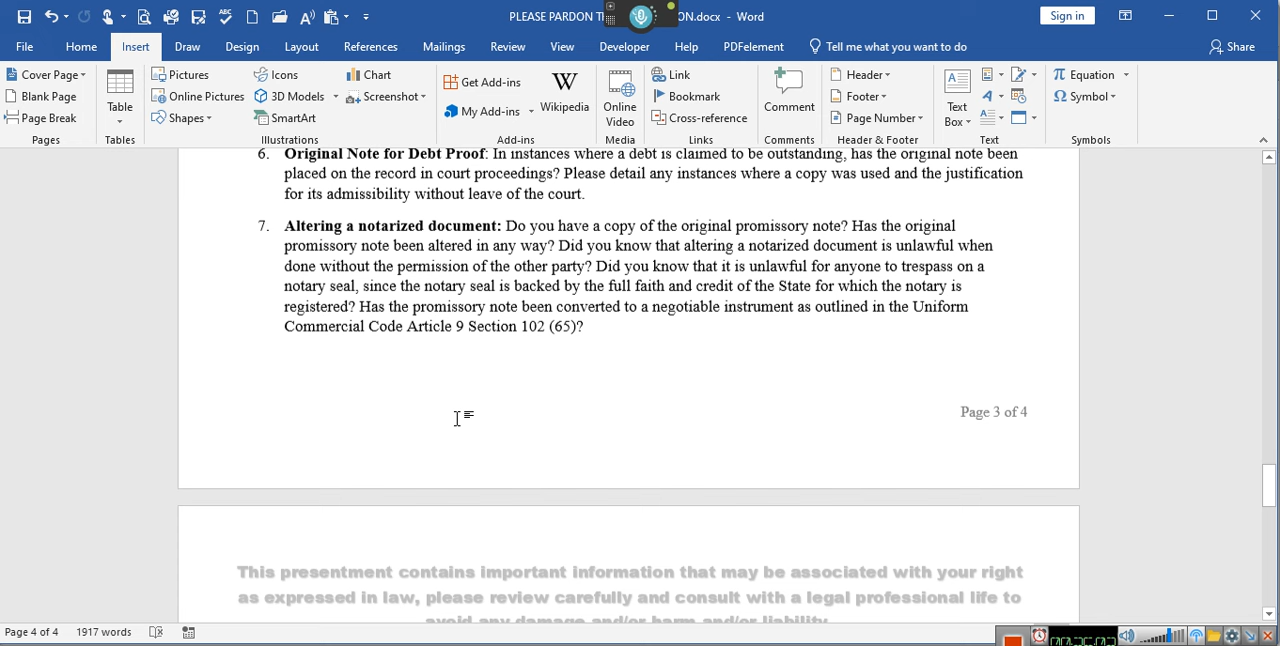 PLEASE PARDON T ON.docx - Word
Sign in
File Home Insert Draw Design Layout References Mailings Review View Developer Help PDFelement Tell me what you want to do Share
Cover Page
Blank Page
Page Break
Pages
Table
Tables
Pictures
Online Pictures
Shapes
Icons
3D Models
SmartArt
Chart
Screenshot
Illustrations
Get Add-ins
My Add-ins
Wikipedia
Add-ins
Online
Video
Media
Link
Bookmark
Cross-reference
Links
Comment
Comments
Header
Footer
Page Number
Header & Footer
Text
Box
Text
Equation
Symbol
Symbols
6. Original Note for Debt Proof: In instances where a debt is claimed to be outstanding, has the original note been
placed on the record in court proceedings? Please detail any instances where a copy was used and the justification
for its admissibility without leave of the court.
7. Altering a notarized document: Do you have a copy of the original promissory note? Has the original
promissory note been altered in any way? Did you know that altering a notarized document is unlawful when
done without the permission of the other party? Did you know that it is unlawful for anyone to trespass on a
notary seal, since the notary seal is backed by the full faith and credit of the State for which the notary is
registered? Has the promissory note been converted to a negotiable instrument as outlined in the Uniform
Commercial Code Article 9 Section 102 (65)?
Page 3 of 4
This presentment contains important information that may be associated with your right
as expressed in law, please review carefully and consult with a legal professional life to
avoid any damage and/or harm and/or liability
Page 4 of 4 1917 words